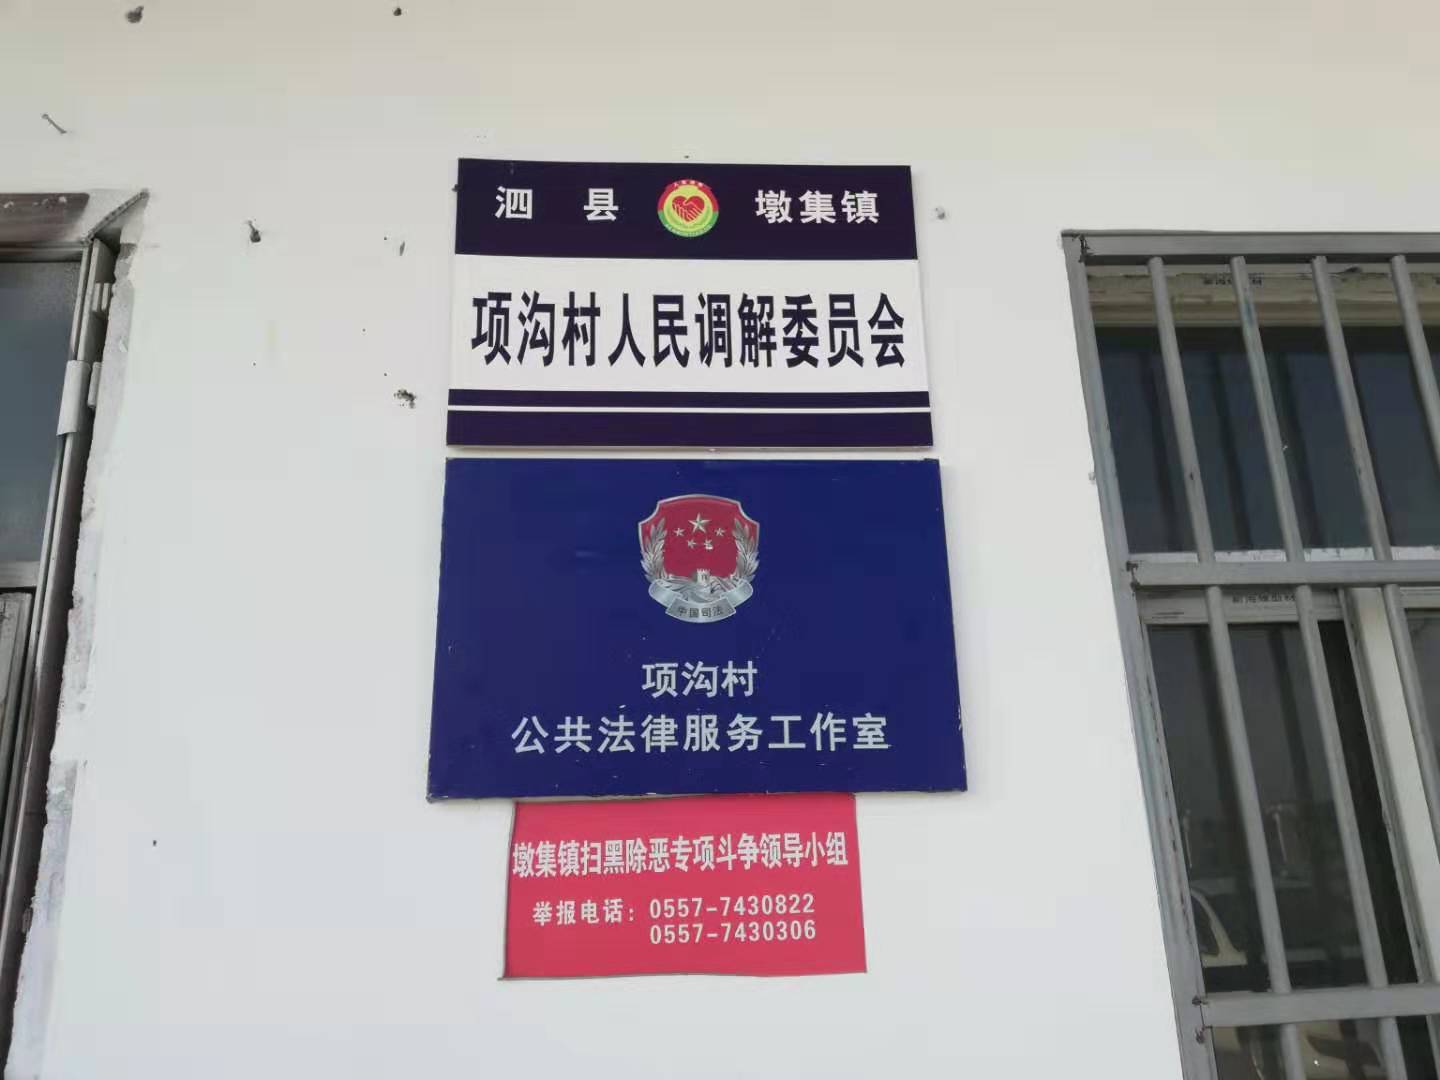 泗县 墩集镇
项沟村人民调解委员会
中国司法
项沟村
公共法律服务工作室
墩集镇扫黑除恶专项斗争领导小组
举报电话：0557-7430822
0557-7430306